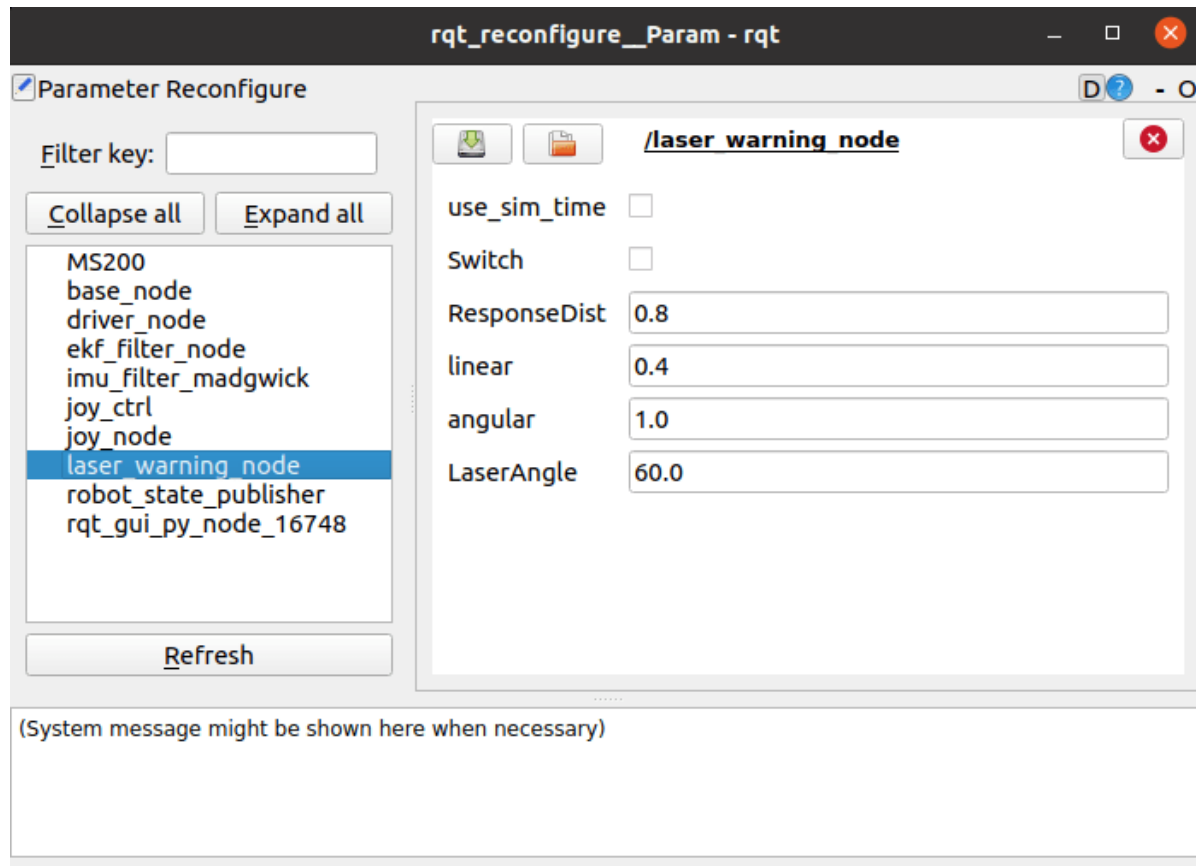 rqt_reconfigure__Param - rqt
Parameter Reconfigure
D ? - O
Filter key:
Collapse all Expand all
MS200
base_node
driver_node
ekf_filter_node
imu_filter_madgwick
joy_ctrl
joy_node
laser_warning_node
robot_state_publisher
rqt_gui_py_node_16748
Refresh
/laser_warning_node
use_sim_time
Switch
ResponseDist 0.8
linear 0.4
angular 1.0
LaserAngle 60.0
(System message might be shown here when necessary)